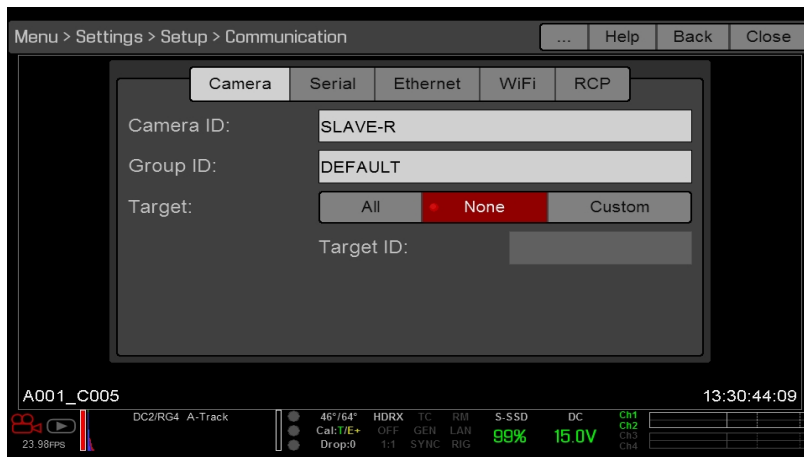 Menu > Settings > Setup > Communication ... Help Back Close
Camera Serial Ethernet WiFi RCP
Camera ID: SLAVE-R
Group ID: DEFAULT
Target: All None Custom
Target ID:
A001_C005 13:30:44:09
DC2/RG4 A-Track 46°/64° HDRX TC RM S-SSD DC Ch1
Cal:T/E+ OFF GEN LAN 99% 15.0V Ch2
23.98FPS Drop:0 1:1 SYNC RIG Ch3
Ch4